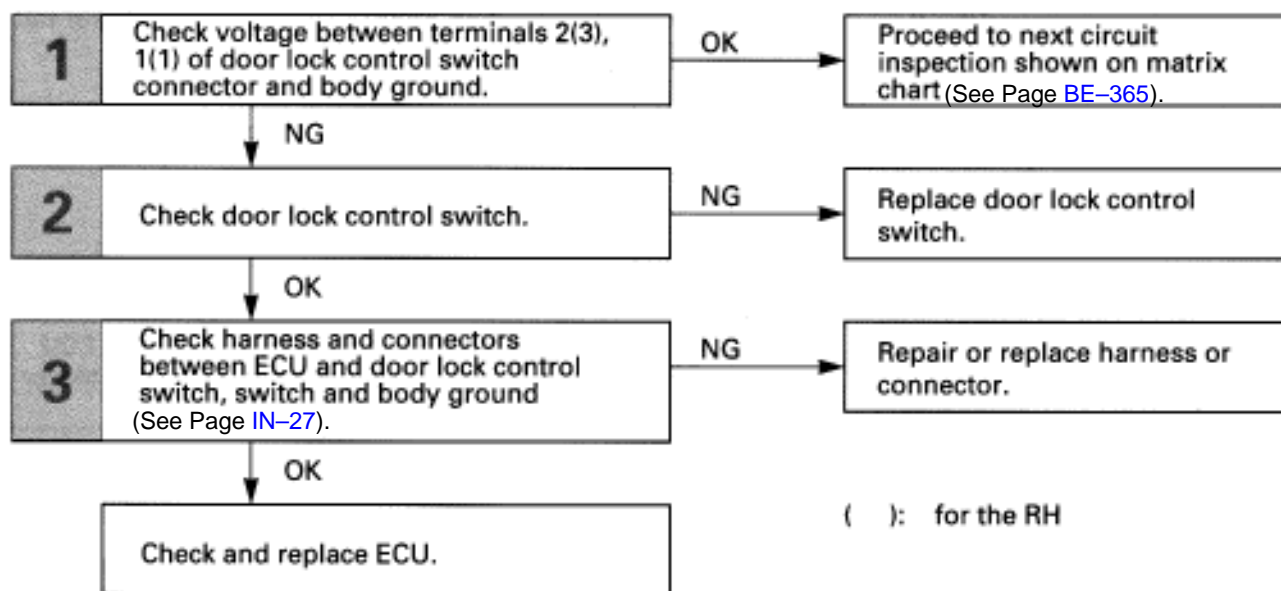 1
Check voltage between terminals 2(3),
1(1) of door lock control switch
connector and body ground.
OK
Proceed to next circuit
inspection shown on matrix
chart (See Page BE–365).
NG
2
Check door lock control switch.
NG
Replace door lock control
switch.
OK
3
Check harness and connectors
between ECU and door lock control
switch, switch and body ground
(See Page IN–27).
NG
Repair or replace harness or
connector.
OK
Check and replace ECU.
( ): for the RH